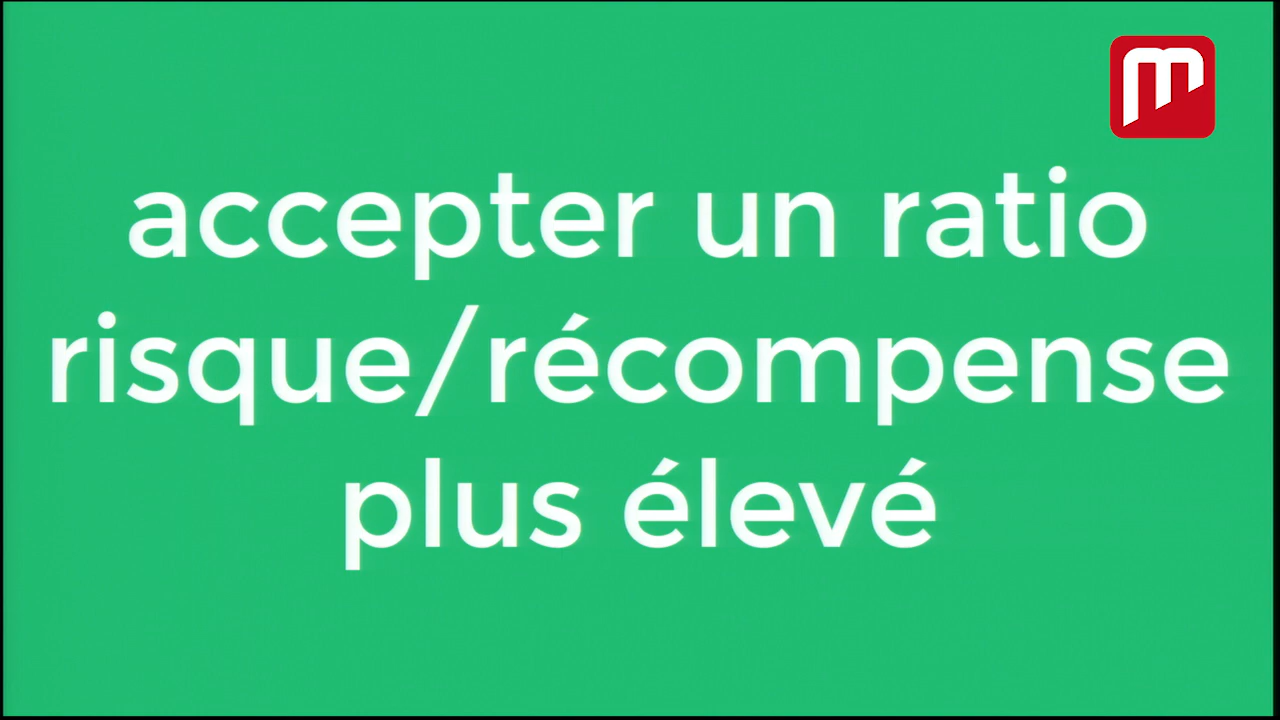 accepter un ratio
risque/récompense
plus élevé